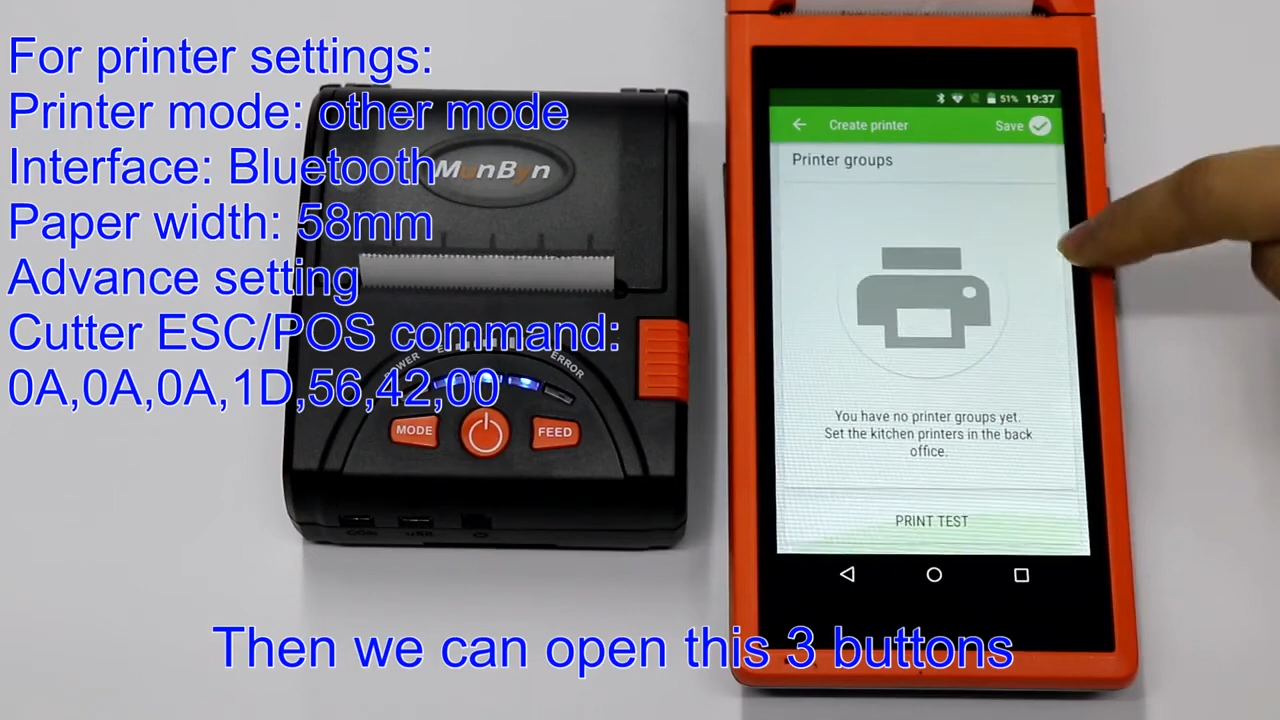 For printer settings:
Printer mode: other mode
Interface: Bluetooth
Paper width: 58mm
Advance setting
Cutter ESC/POS command:
0A,0A,0A,1D,56,42,00
MunByn
ERROR
MODE
FEED
51% 19:37
Create printer
Save
Printer groups
You have no printer groups yet.
Set the kitchen printers in the back
office.
PRINT TEST
Then we can open this 3 buttons